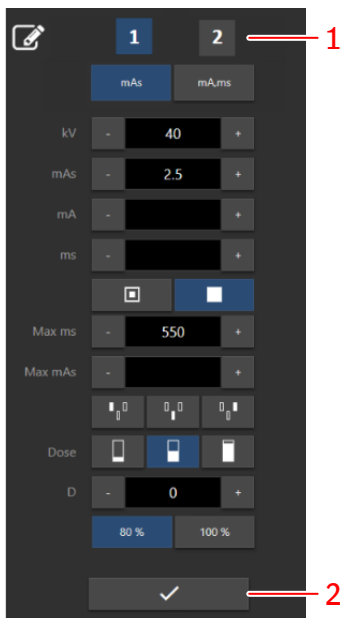 1 2 1
mAs mA,ms
kV - 40 +
mAs - 2.5 +
mA - +
ms - +
Max ms - 550 +
Max mAs - +
Dose
D - 0 +
80 % 100 %
2